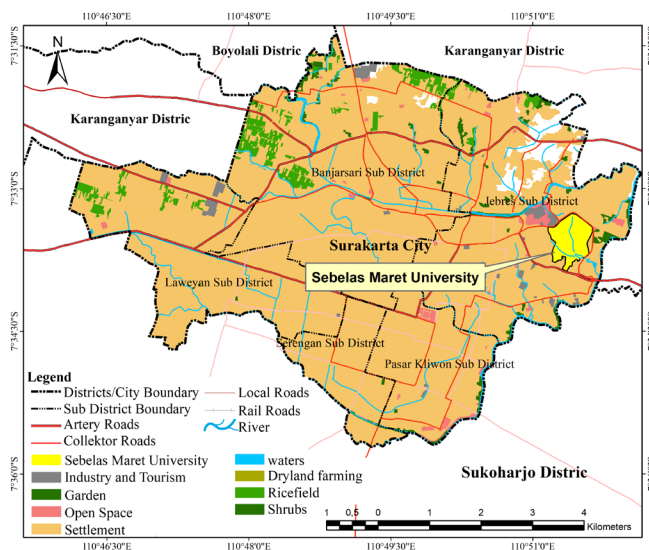 110°46'30"E 110°48'0"E 110°49'30"E 110°51'0"E
7°31'30"S
N
Boyolali Distric
Karanganyar Distric
Karanganyar Distric
Banjarsari Sub District
7°33'0"S
Jebres Sub District
Surakarta City
Sebelas Maret University
Laweyan Sub District
7°34'30"S
Serengan Sub District
Pasar Kliwon Sub District
Legend
Districts/City Boundary
Sub District Boundary
Artery Roads
Collektor Roads
Local Roads
Rail Roads
River
Sebelas Maret University
Industry and Tourism
Garden
Open Space
Settlement
waters
Dryland farming
Ricefield
Shrubs
Sukoharjo Distric
7°36'0"S
1 0,5 0 1 2 3 4
Kilometers
110°46'30"E 110°48'0"E 110°49'30"E 110°51'0"E